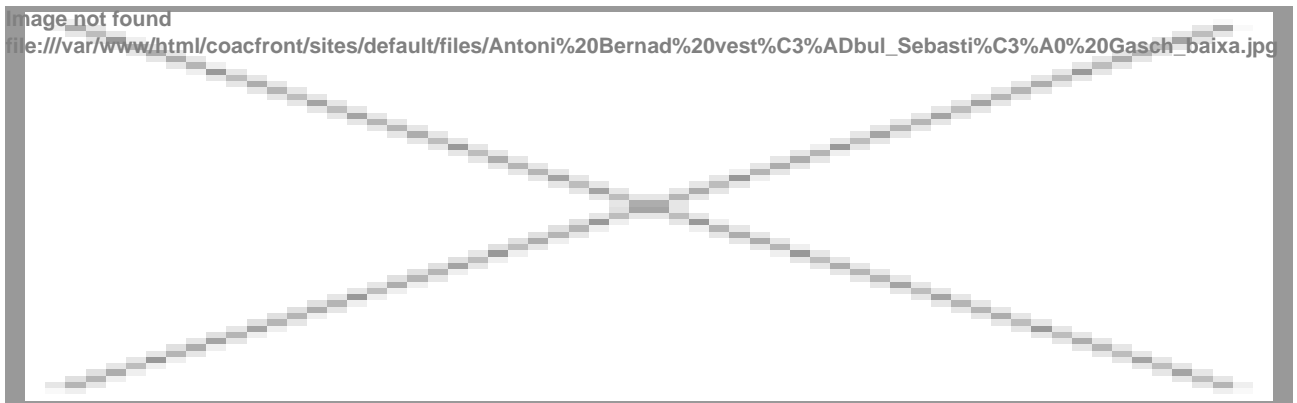 Image not found
file:///var/www/html/coacfront/sites/default/files/Antoni%20Bernad%20vest%C3%ADbul_Sebasti%C3%A0%20Gasch_baixa.jpg